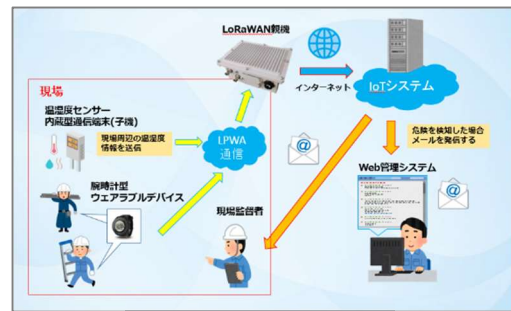 LoRaWAN親機
現場
温湿度センサー
内蔵型通信端末(子機)
現場周辺の温湿度
情報を送信
LPWA
通信
インターネット
IoTシステム
危険を検知した場合
メールを発信する
@
Web管理システム
@
腕時計型
ウエアラブルデバイス
現場監督者